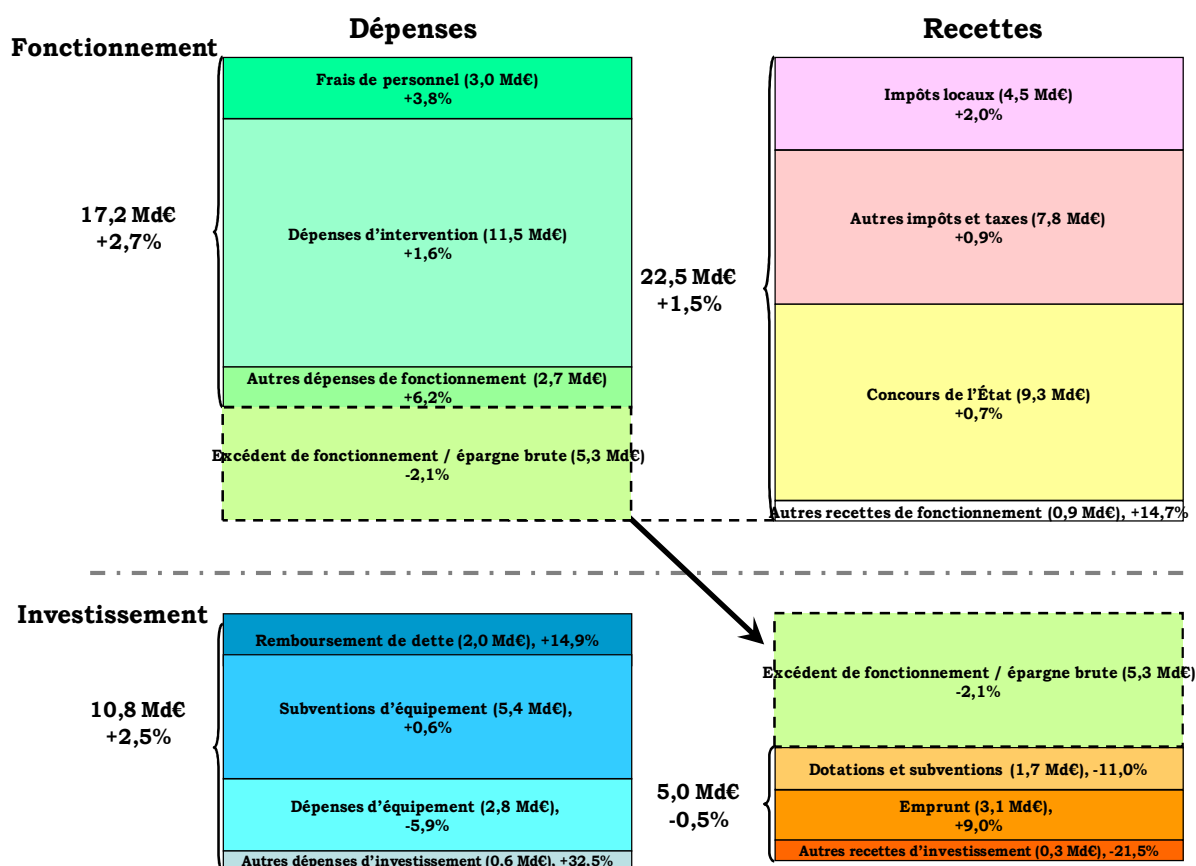 Dépenses
Recettes
Fonctionnement
Frais de personnel (3,0 Md€)
+3,8%
17,2 Md€
+2,7%
Dépenses d'intervention (11,5 Md€)
+1,6%
Autres dépenses de fonctionnement (2,7 Md€)
+6,2%
Excédent de fonctionnement / épargne brute (5,3 Md€)
-2,1%
22,5 Md€
+1,5%
Impôts locaux (4,5 Md€)
+2,0%
Autres impôts et taxes (7,8 Md€)
+0,9%
Concours de l'État (9,3 Md€)
+0,7%
Autres recettes de fonctionnement (0,9 Md€), +14,7%
Investissement
Remboursement de dette (2,0 Md€), +14,9%
10,8 Md€
+2,5%
Subventions d'équipement (5,4 Md€),
+0,6%
Dépenses d'équipement (2,8 Md€),
-5,9%
Autres dépenses d'investissement (0,6 Md€), +32,5%
Excédent de fonctionnement / épargne brute (5,3 Md€)
-2,1%
5,0 Md€
-0,5%
Dotations et subventions (1,7 Md€), -11,0%
Emprunt (3,1 Md€),
+9,0%
Autres recettes d'investissement (0,3 Md€), -21,5%